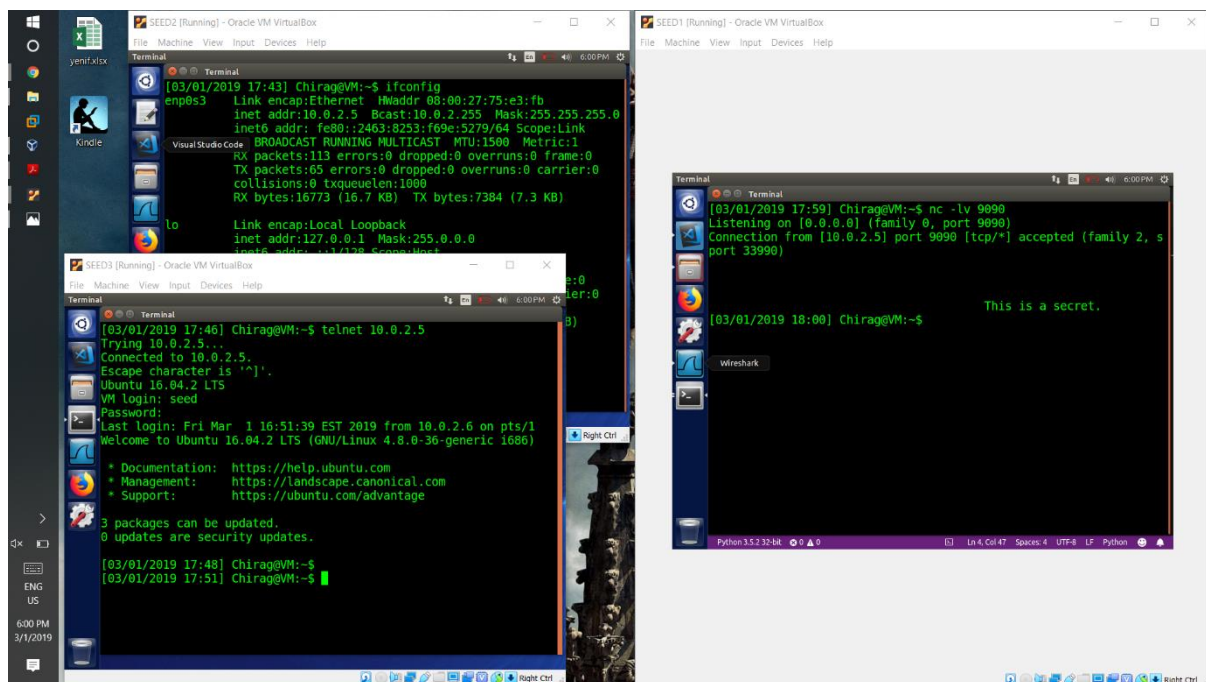 yenif.xlsx
Kindle
ENG
US
6:00 PM
3/1/2019
SEED2 [Running] - Oracle VM VirtualBox
File Machine View Input Devices Help
Terminal
En
6:00PM
Terminal
[03/01/2019 17:43] Chirag@VM:~$ ifconfig
enp0s3 Link encap:Ethernet HWaddr 08:00:27:75:e3:fb
inet addr:10.0.2.5 Bcast:10.0.2.255 Mask:255.255.255.0
inet6 addr: fe80::2463:8253:f69e:5279/64 Scope:Link
Visual Studio Code
BROADCAST RUNNING MULTICAST MTU:1500 Metric:1
RX packets:113 errors:0 dropped:0 overruns:0 frame:0
TX packets:65 errors:0 dropped:0 overruns:0 carrier:0
collisions:0 txqueuelen:1000
RX bytes:16773 (16.7 KB) TX bytes:7384 (7.3 KB)
lo Link encap:Local Loopback
inet addr:127.0.0.1 Mask:255.0.0.0
inet6 addr: ::1/128 Scope:Host
e:0
ier:0
B)
Right Ctrl
SEED3 [Running] - Oracle VM VirtualBox
File Machine View Input Devices Help
Terminal
En
6:00PM
Terminal
[03/01/2019 17:46] Chirag@VM:~$ telnet 10.0.2.5
Trying 10.0.2.5...
Connected to 10.0.2.5.
Escape character is '^]'.
Ubuntu 16.04.2 LTS
VM login: seed
Password:
Last login: Fri Mar  1 16:51:39 EST 2019 from 10.0.2.6 on pts/1
Welcome to Ubuntu 16.04.2 LTS (GNU/Linux 4.8.0-36-generic i686)
* Documentation: https://help.ubuntu.com
* Management: https://landscape.canonical.com
* Support: https://ubuntu.com/advantage
3 packages can be updated.
0 updates are security updates.
[03/01/2019 17:48] Chirag@VM:~$
[03/01/2019 17:51] Chirag@VM:~$
Right Ctrl
SEED1 [Running] - Oracle VM VirtualBox
File Machine View Input Devices Help
Terminal
En
6:00PM
Terminal
[03/01/2019 17:59] Chirag@VM:~$ nc -lv 9090
Listening on [0.0.0.0] (family 0, port 9090)
Connection from [10.0.2.5] port 9090 [tcp/*] accepted (family 2, s
port 33990)
This is a secret.
[03/01/2019 18:00] Chirag@VM:~$
Wireshark
Python 3.5.2 32-bit 0 0 Ln 4, Col 47 Spaces: 4 UTF-8 LF Python
Right Ctrl